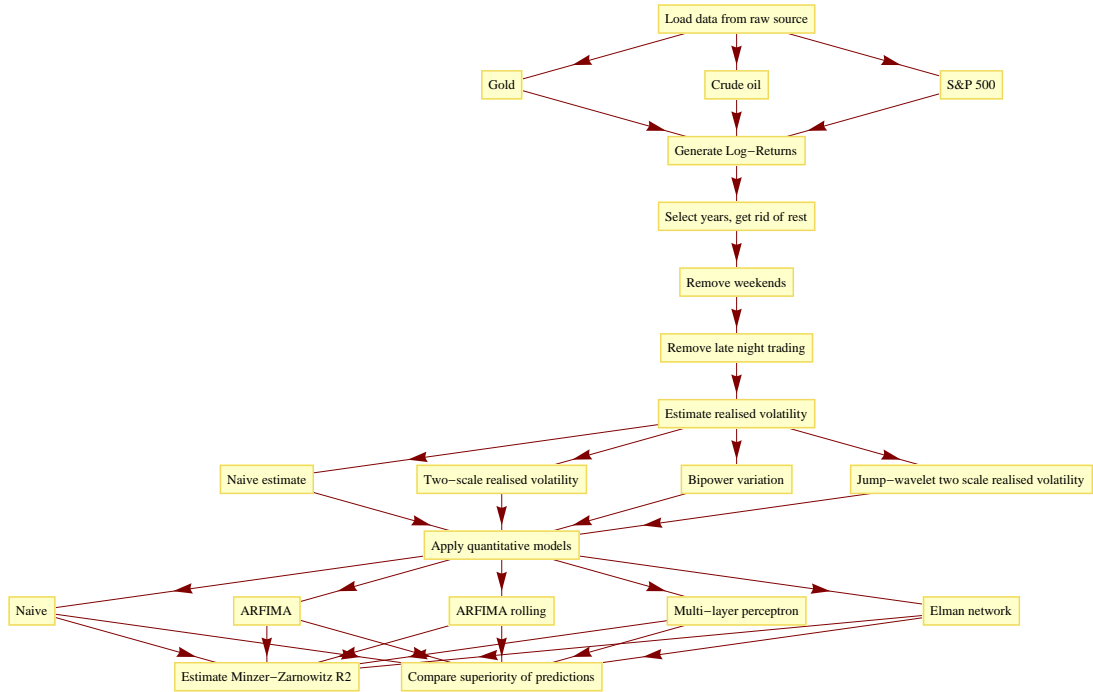 Load data from raw source
Gold
Crude oil
S&P 500
Generate Log−Returns
Select years, get rid of rest
Remove weekends
Remove late night trading
Estimate realised volatility
Naive estimate
Two−scale realised volatility
Bipower variation
Jump−wavelet two scale realised volatility
Apply quantitative models
Naive
ARFIMA
ARFIMA rolling
Multi−layer perceptron
Elman network
Estimate Minzer−Zarnowitz R2
Compare superiority of predictions